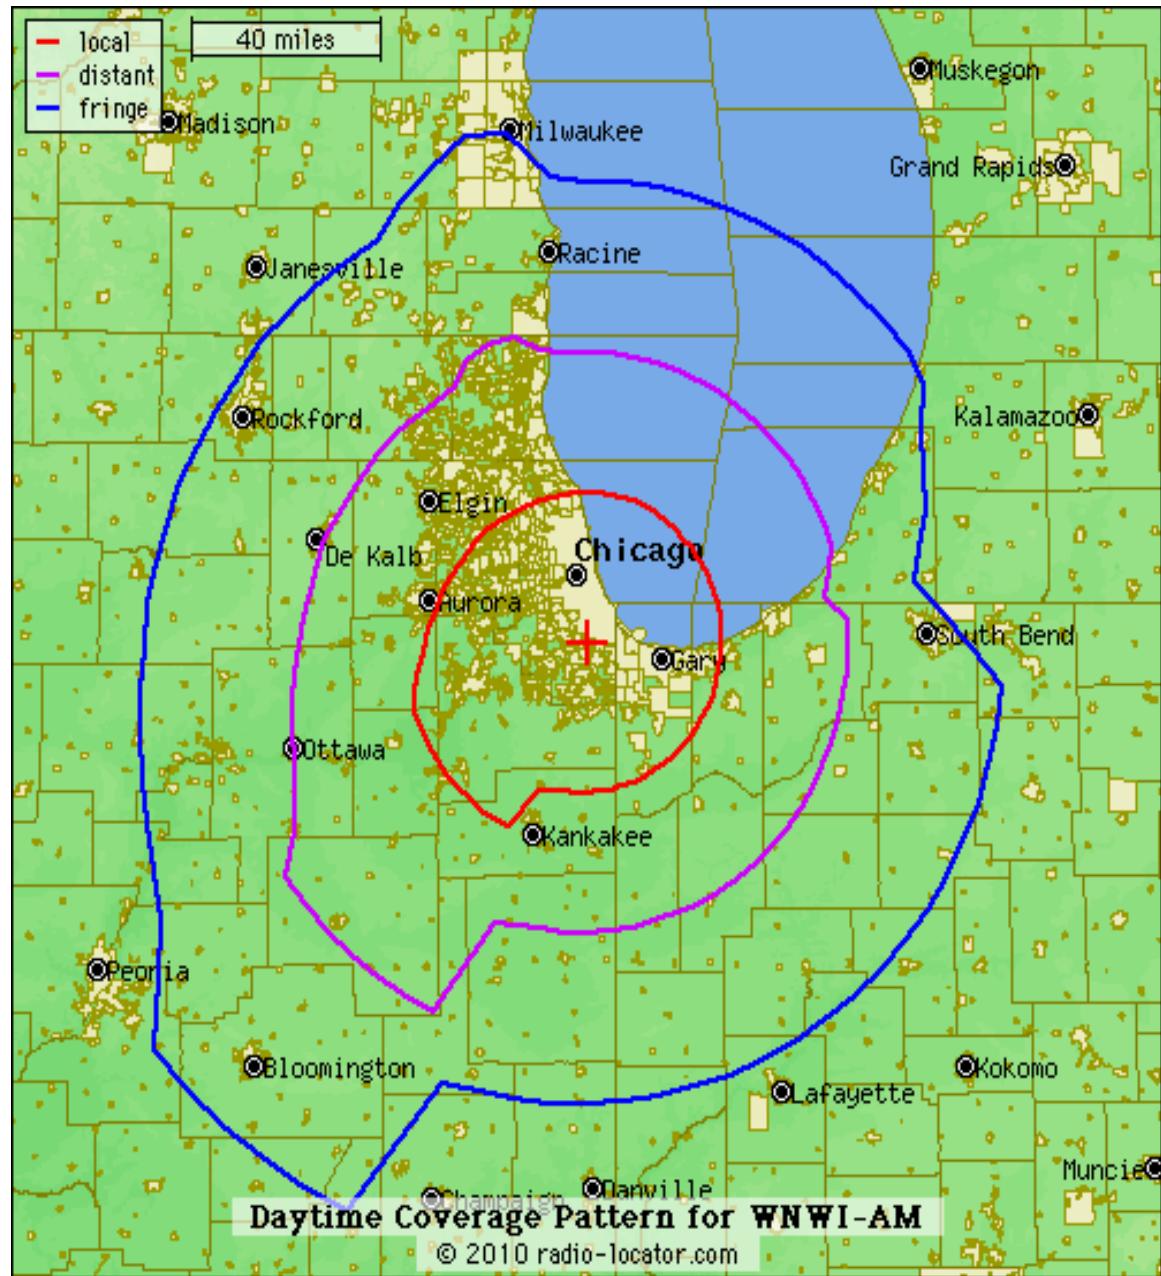 local
distant
fringe
40 miles
Muskegon
Madison
Milwaukee
Grand Rapids
Racine
Janesville
Rockford
Kalamazoo
Elgin
Chicago
De Kalb
Aurora
South Bend
Gary
Ottawa
Kankakee
Peoria
Bloomington
Kokomo
Lafayette
Muncie
Danville
Champaign
Daytime Coverage Pattern for WNWI-AM
© 2010 radio-locator.com